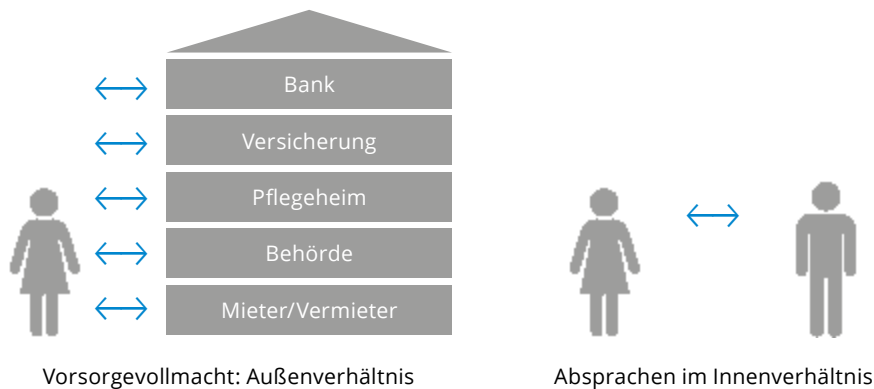 Bank
Versicherung
Pflegeheim
Behörde
Mieter/Vermieter
Vorsorgevollmacht: Außenverhältnis
Absprachen im Innenverhältnis